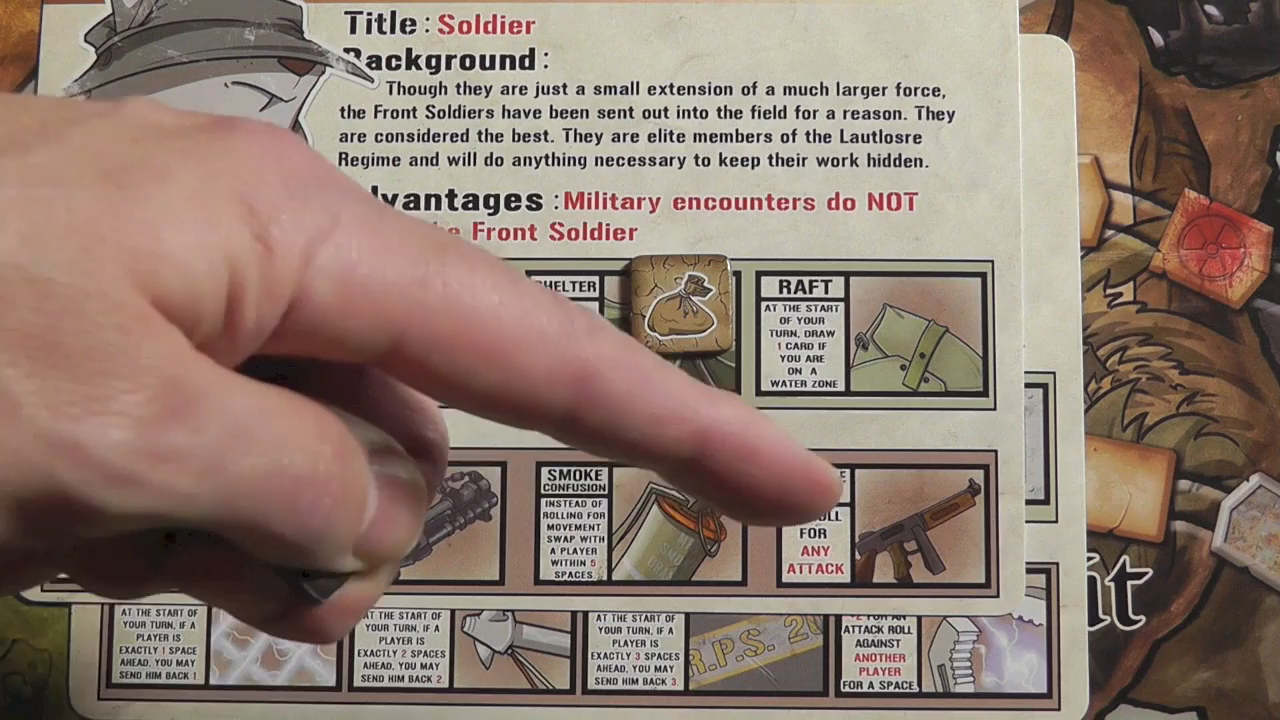 Title: Soldier
Background:
Though they are just a small extension of a much larger force,
the Front Soldiers have been sent out into the field for a reason. They
are considered the best. They are elite members of the Lautlosre
Regime and will do anything necessary to keep their work hidden.
:Military encounters do NOT
Front Soldier
RAFT
AT THE START
OF YOUR
TURN, DRAW
1 CARD IF
YOU ARE
ON A
WATER ZONE
SMOKE
CONFUSION
INSTEAD OF
ROLLING FOR
MOVEMENT
SWAP WITH
A PLAYER
WITHIN 5
SPACES.
FOR
ANY
ATTACK
AT THE START OF
YOUR TURN, IF A
PLAYER IS
EXACTLY 1 SPACE
AHEAD, YOU MAY
SEND HIM BACK 1
AT THE START OF
YOUR TURN, IF A
PLAYER IS
EXACTLY 2 SPACES
AHEAD, YOU MAY
SEND HIM BACK 2.
AT THE START OF
YOUR TURN, IF A
PLAYER IS
EXACTLY 3 SPACES
AHEAD, YOU MAY
SEND HIM BACK 3.
R.P.S.
FOR AN
ATTACK ROLL
AGAINST
ANOTHER
PLAYER
FOR A SPACE.